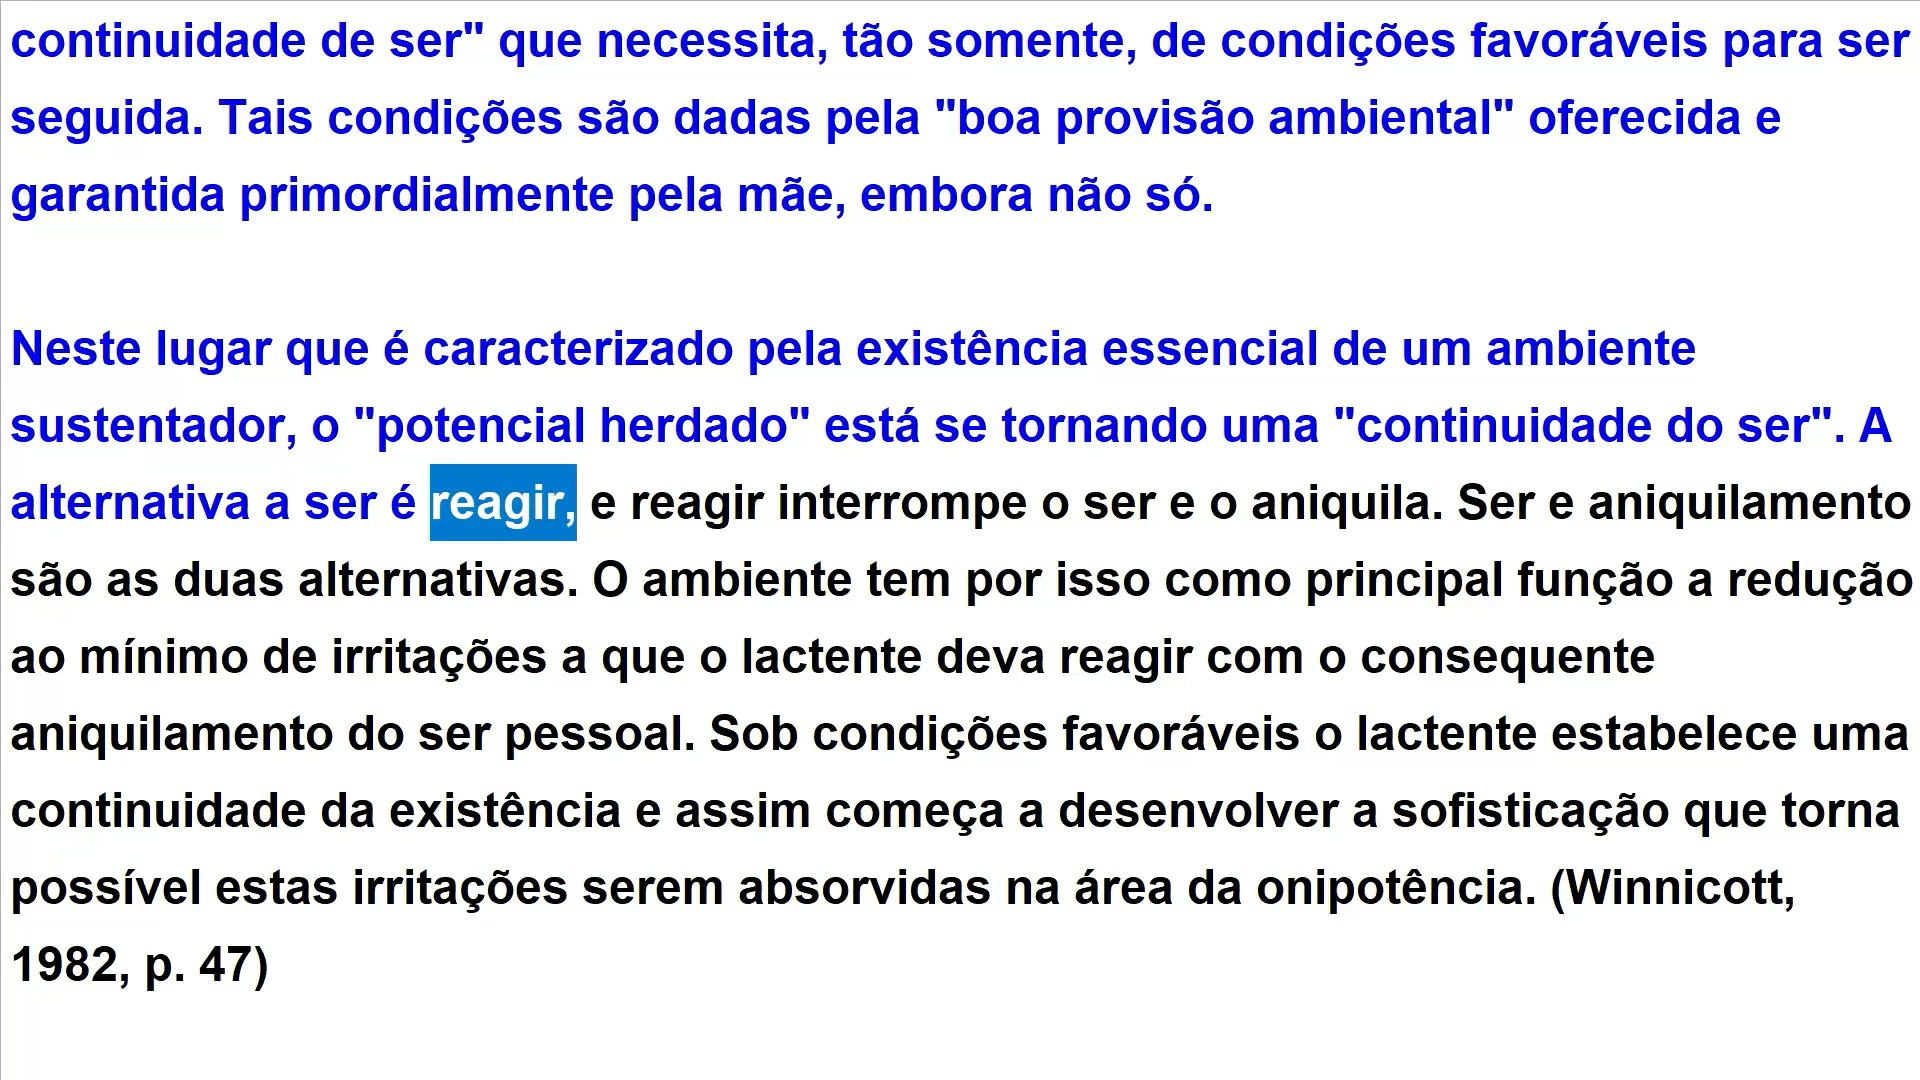 continuidade de ser" que necessita, tão somente, de condições favoráveis para ser
seguida. Tais condições são dadas pela "boa provisão ambiental" oferecida e
garantida primordialmente pela mãe, embora não só.
Neste lugar que é caracterizado pela existência essencial de um ambiente
sustentador, o "potencial herdado" está se tornando uma "continuidade do ser". A
alternativa a ser é reagir, e reagir interrompe o ser e o aniquila. Ser e aniquilamento
são as duas alternativas. O ambiente tem por isso como principal função a redução
ao mínimo de irritações a que o lactente deva reagir com o consequente
aniquilamento do ser pessoal. Sob condições favoráveis o lactente estabelece uma
continuidade da existência e assim começa a desenvolver a sofisticação que torna
possível estas irritações serem absorvidas na área da onipotência. (Winnicott,
1982, p. 47)